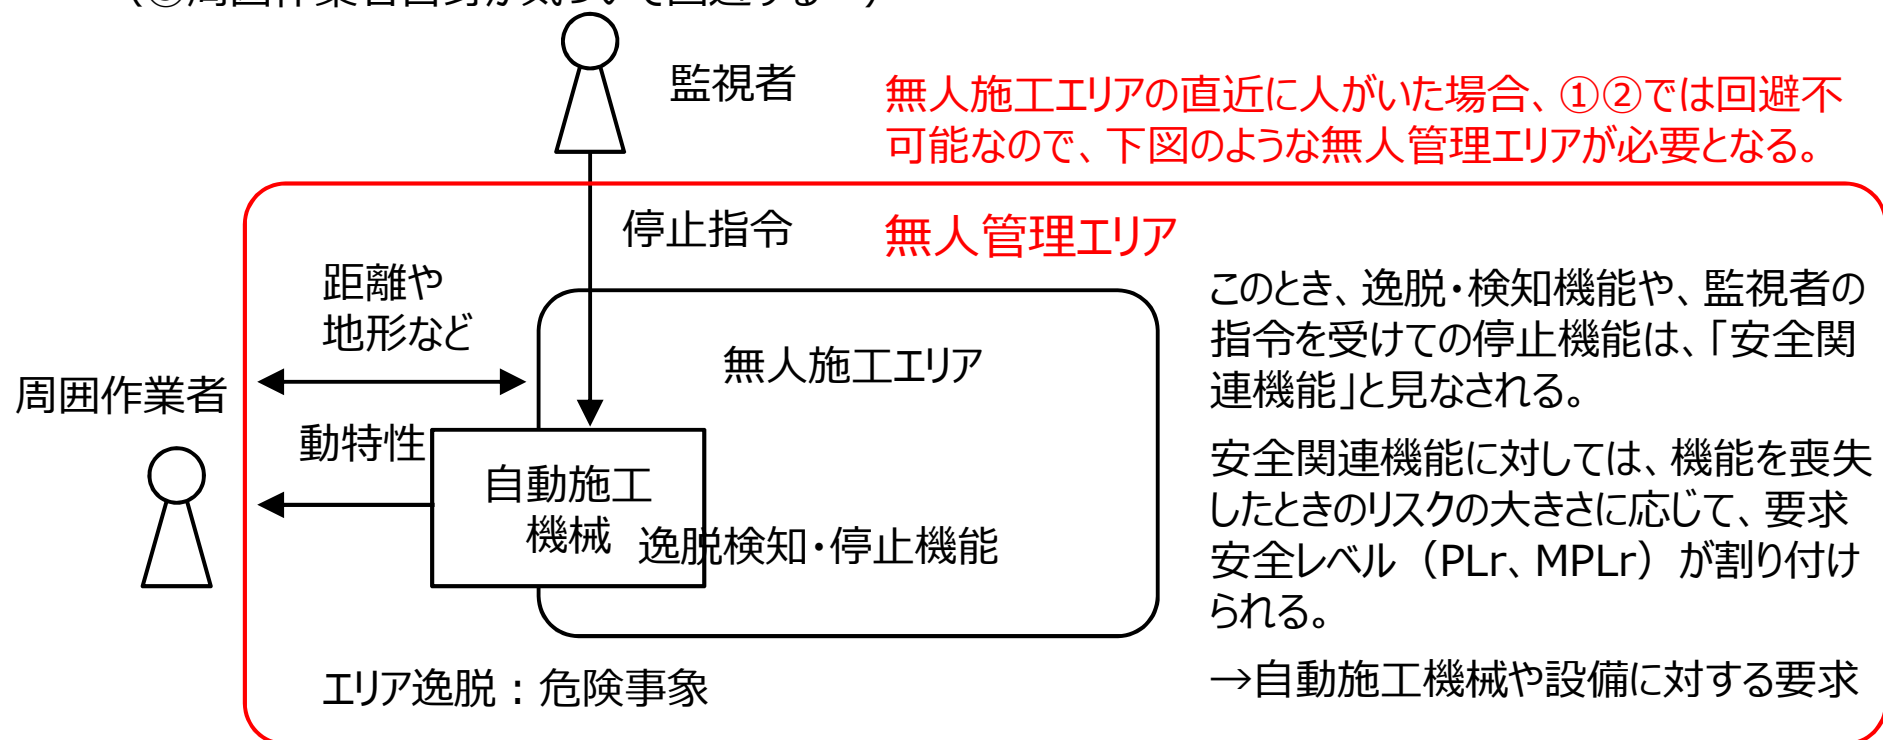 監視者
無人施工エリアの直近に人がいた場合、①②では回避不
可能なので、下図のような無人管理エリアが必要となる。
停止指令
無人管理エリア
距離や
地形など
無人施工エリア
周囲作業者
動特性
自動施工
機械
逸脱検知・停止機能
エリア逸脱：危険事象
このとき、逸脱・検知機能や、監視者の
指令を受けての停止機能は、「安全関
連機能」と見なされる。
安全関連機能に対しては、機能を喪失
したときのリスクの大きさに応じて、要求
安全レベル（PLr、MPLr）が割り付け
られる。
→自動施工機械や設備に対する要求